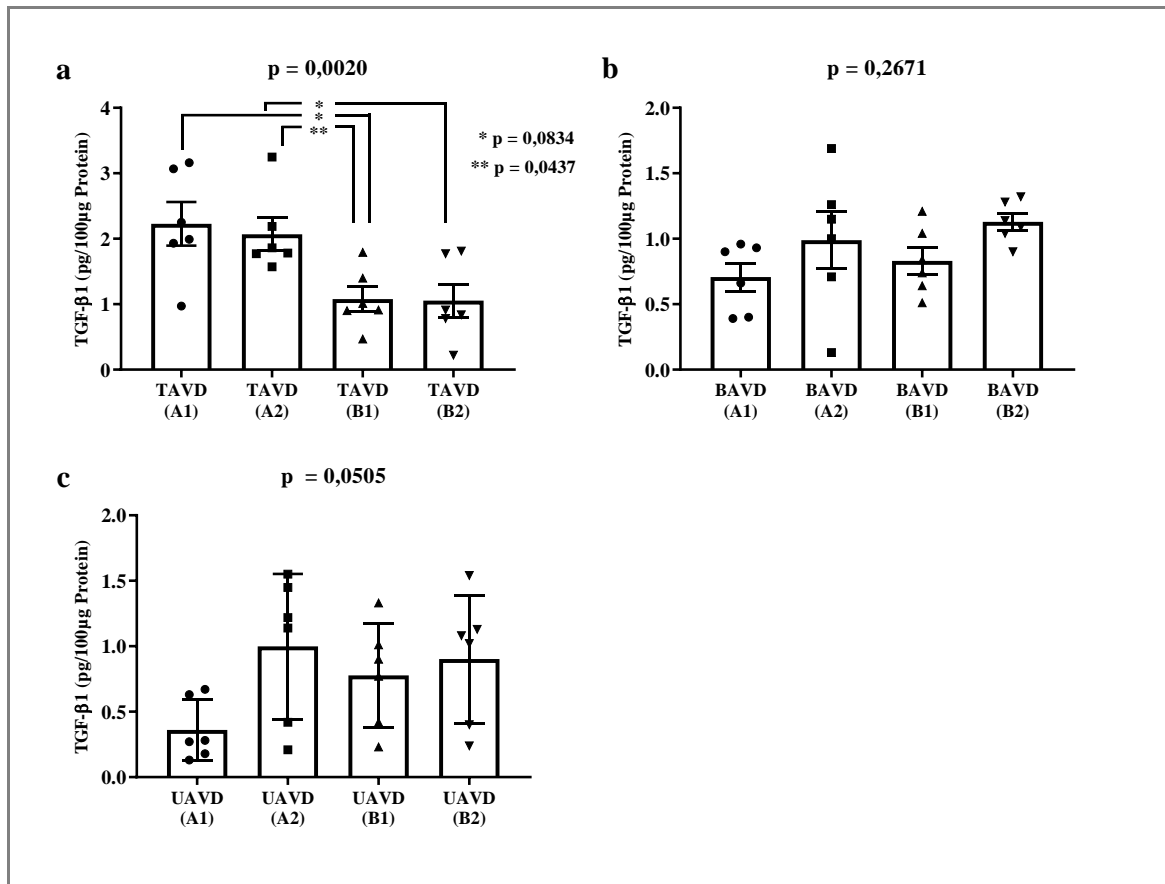 a
p = 0,0020
TGF-β1 (pg/100μg Protein)
4
3
2
1
0
*
*
**
* p = 0,0834
** p = 0,0437
TAVD (A1)
TAVD (A2)
TAVD (B1)
TAVD (B2)
b
p = 0,2671
TGF-β1 (pg/100μg Protein)
2.0
1.5
1.0
0.5
0.0
BAVD (A1)
BAVD (A2)
BAVD (B1)
BAVD (B2)
c
p = 0,0505
TGF-β1 (pg/100μg Protein)
2.0
1.5
1.0
0.5
0.0
UAVD (A1)
UAVD (A2)
UAVD (B1)
UAVD (B2)